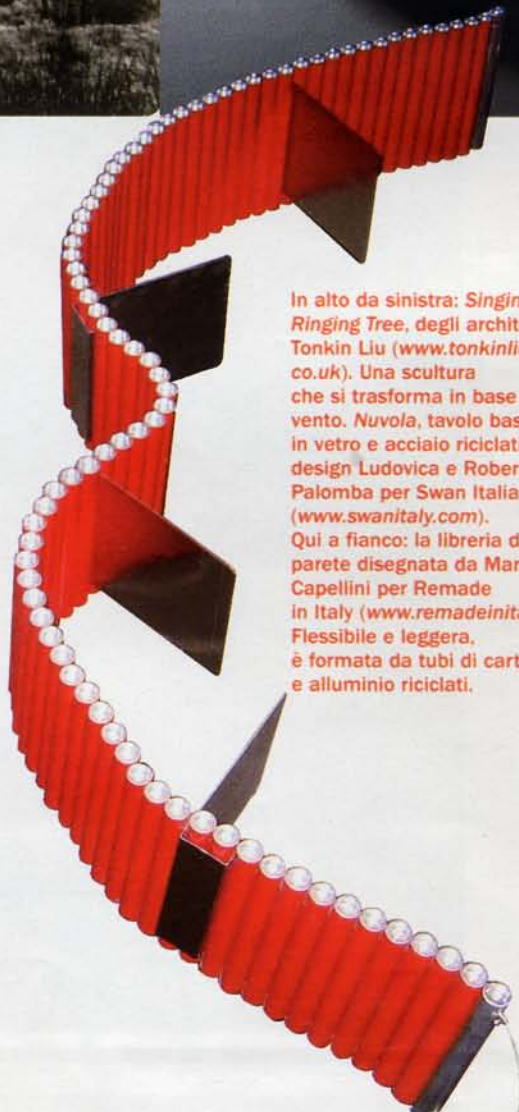 In alto da sinistra: Singin
Ringing Tree, degli archit
Tonkin Liu (www.tonkinli
co.uk). Una scultura
che si trasforma in base
vento. Nuvola, tavolo bas
in vetro e acciaio riciclat
design Ludovica e Rober
Palomba per Swan Italia
(www.swanitaly.com).
Qui a fianco: la libreria d
parete disegnata da Mar
Capellini per Remade
in Italy (www.remadeinita
Flessibile e leggera,
è formata da tubi di cart
e alluminio riciclati.